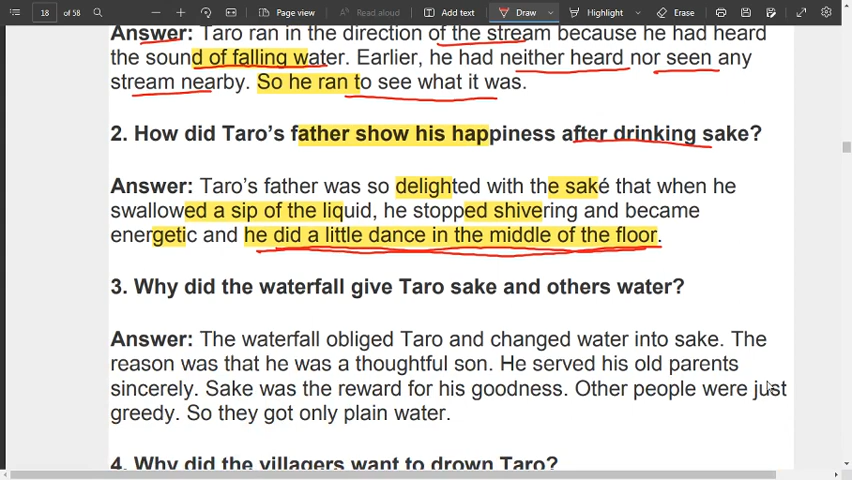 18 of 58
Page view
Read aloud
Add text
Draw
Highlight
Erase
Answer: Taro ran in the direction of the stream because he had heard
the sound of falling water. Earlier, he had neither heard nor seen any
stream nearby. So he ran to see what it was.
2. How did Taro’s father show his happiness after drinking sake?
Answer: Taro’s father was so delighted with the saké that when he
swallowed a sip of the liquid, he stopped shivering and became
energetic and he did a little dance in the middle of the floor.
3. Why did the waterfall give Taro sake and others water?
Answer: The waterfall obliged Taro and changed water into sake. The
reason was that he was a thoughtful son. He served his old parents
sincerely. Sake was the reward for his goodness. Other people were just
greedy. So they got only plain water.
4. Why did the villagers want to drown Taro?